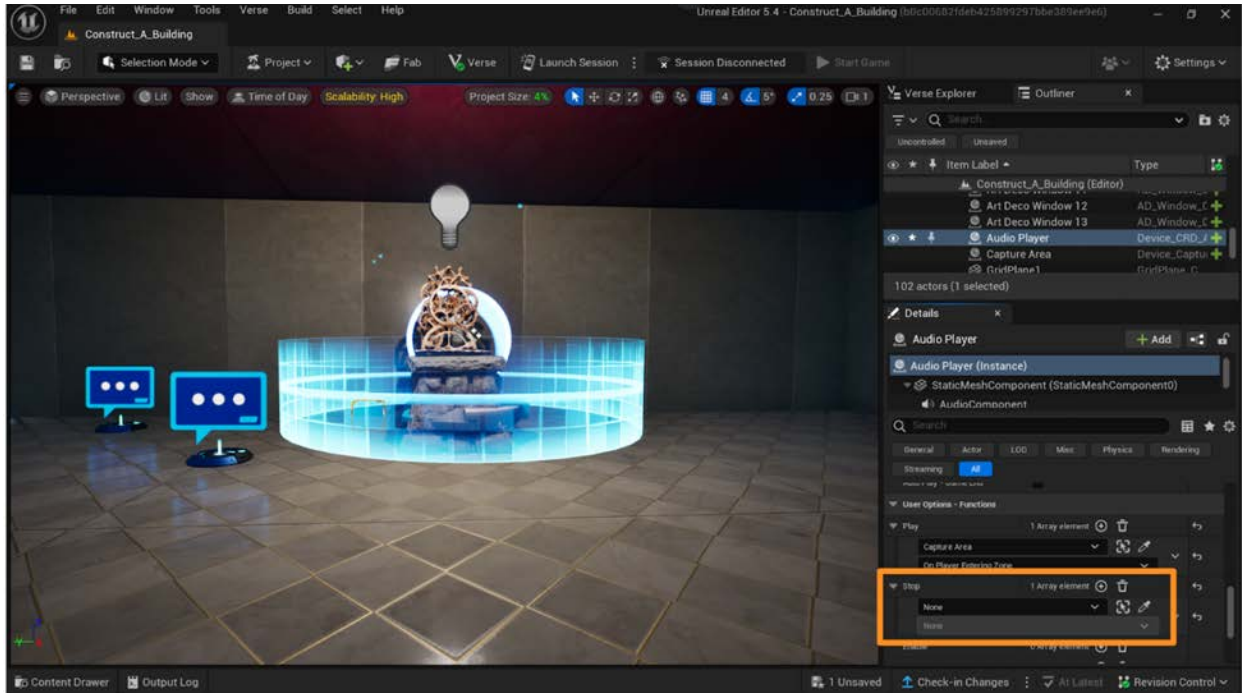 File Edit Window Tools Verse Build Select Help
Unreal Editor 5.4 - Construct_A_Building
Construct_A_Building
Selection Mode
Project
Fab
Verse
Launch Session
Session Disconnected
Start Game
Settings
Perspective Lit Show Time of Day Scalability: High
Project Size: 4% 4 5° 0.25 1
Verse Explorer Outliner
Search...
Uncontrolled Unsaved
Item Label Type
Construct_A_Building (Editor)
Art Deco Window 12 AD_Window_C
Art Deco Window 13 AD_Window_C
Audio Player Device_CRD_
Capture Area Device_Captu
GridPlane1 GridPlane_C
102 actors (1 selected)
Details
Audio Player + Add
Audio Player (Instance)
StaticMeshComponent (StaticMeshComponent0)
AudioComponent
Search
General Actor LOD Misc Physics Rendering
Streaming All
User Options - Functions
Play 1 Array element
Capture Area
On Player Entering Zone
Stop 1 Array element
None
None
Enable 0 Array element
Content Drawer Output Log 1 Unsaved Check-in Changes At Latest Revision Control